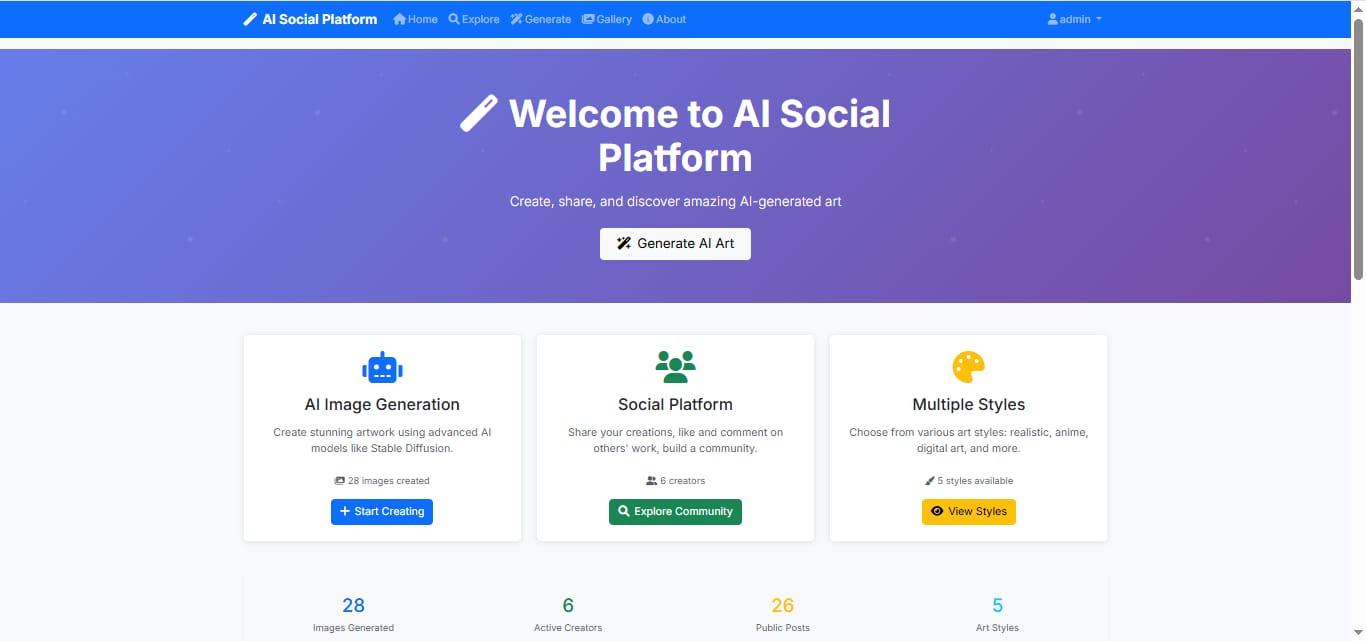 AI Social Platform Home Explore Generate Gallery About admin
Welcome to AI Social
Platform
Create, share, and discover amazing AI-generated art
Generate AI Art
AI Image Generation
Create stunning artwork using advanced AI
models like Stable Diffusion.
28 images created
Start Creating
Social Platform
Share your creations, like and comment on
others' work, build a community.
6 creators
Explore Community
Multiple Styles
Choose from various art styles: realistic, anime,
digital art, and more.
5 styles available
View Styles
28
Images Generated
6
Active Creators
26
Public Posts
5
Art Styles